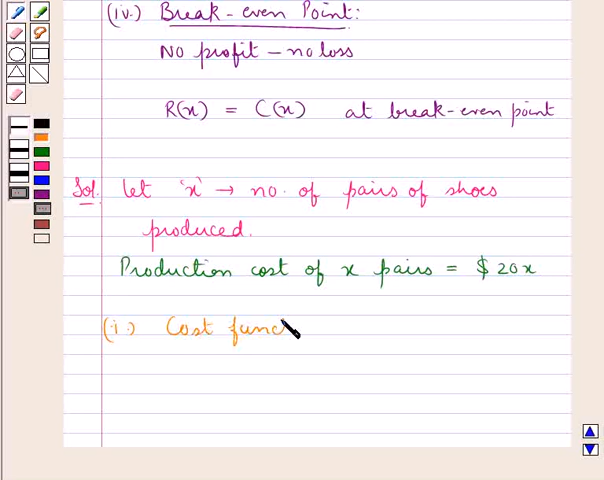 (iv.) Break-even Point:
No profit - no loss
R(x) = C(x) at break-even point
Sol. let 'x' → no. of pairs of shoes
produced.
Production cost of x pairs = $ 20x
(i.) Cost func